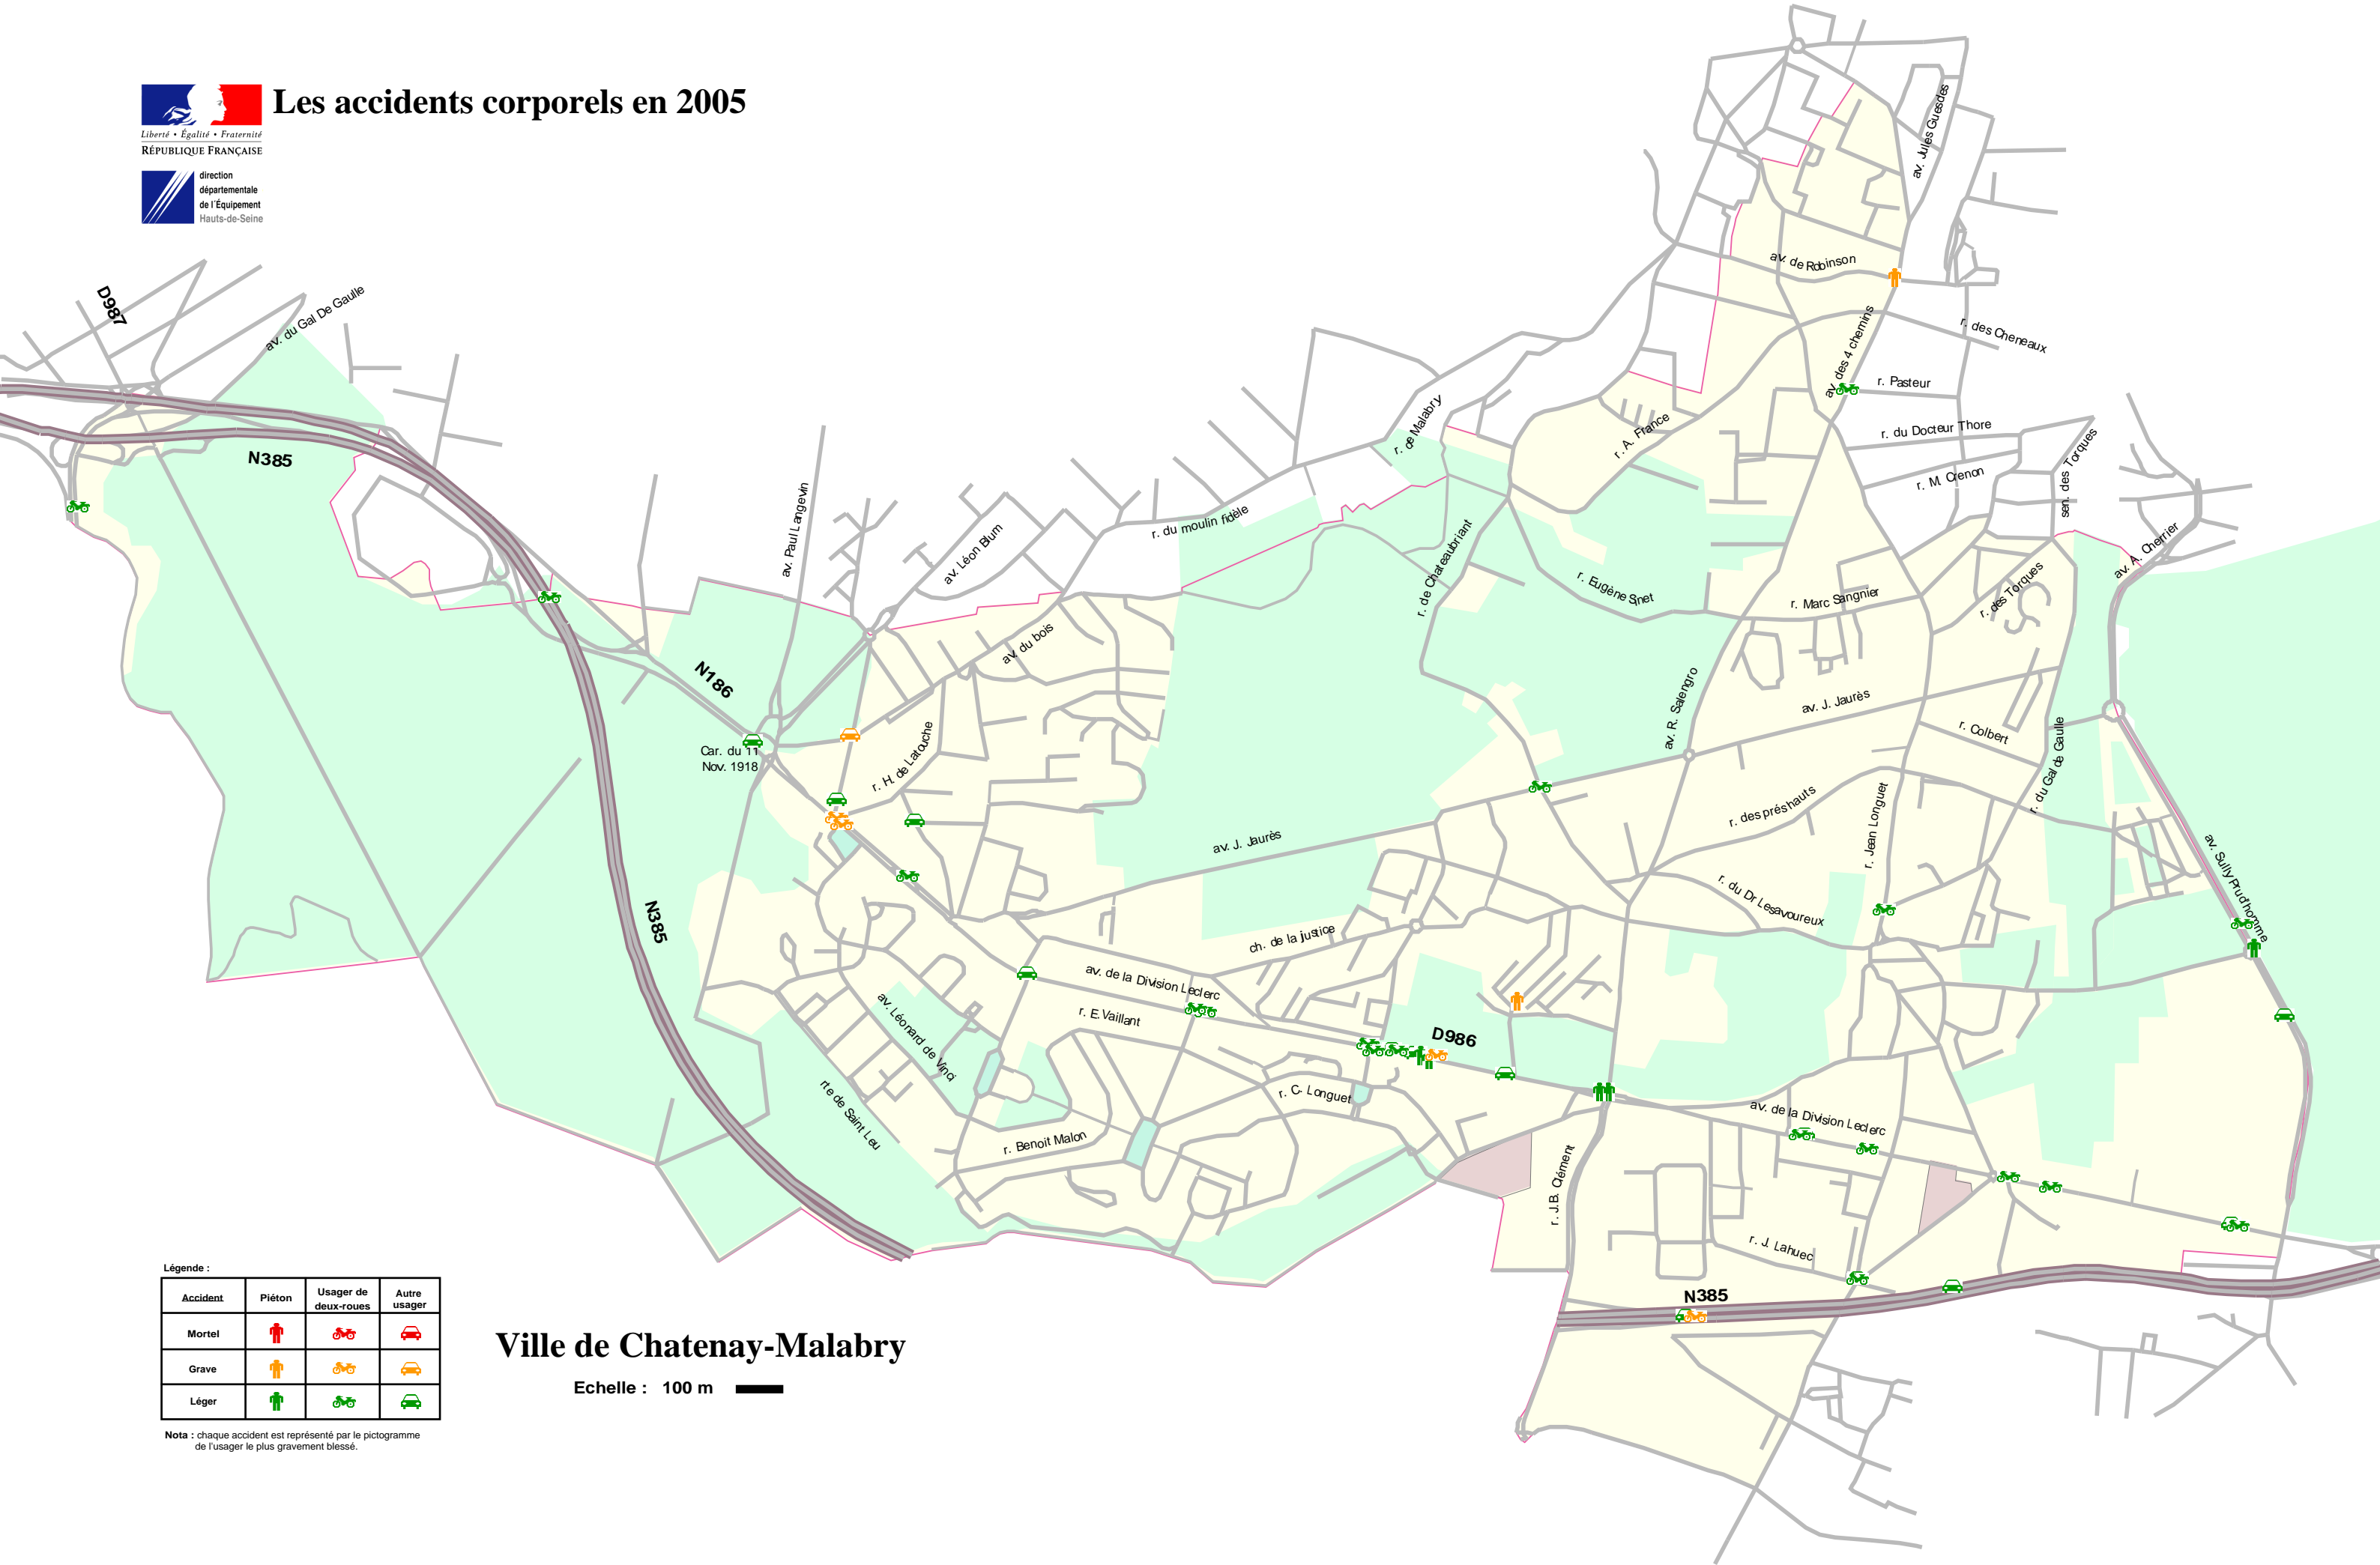 Les accidents corporels en 2005
Liberté • Égalité • Fraternité
RÉPUBLIQUE FRANÇAISE
direction
départementale
de l'Équipement
Hauts-de-Seine
av. Jules Guesdes
av. de Robinson
D987
av. du Gal De Gaulle
r. des Cheneaux
av. des 4 chemins
r. Pasteur
r. de Malabry
r. A. France
r. du Docteur Thore
sen. des Torques
N385
r. M. Crenon
av. Paul Langevin
r. du moulin fidèle
av. Léon Blum
r. de Chateaubriant
av. A. Cherrier
r. Eugène Sinet
r. Marc Sangnier
r. des Torques
av. du bois
N186
av. R. Salengro
av. J. Jaurès
r. Colbert
r. du Gal de Gaulle
Car. du 11
Nov. 1918
r. H. de Latouche
r. des prés hauts
r. Jean Longuet
av. J. Jaurès
av. Sully Prud'homme
r. du Dr Lesavoureux
N385
ch. de la justice
av. de la Division Leclerc
av. Léonard de Vinci
r. E.Vaillant
D986
rte de Saint Leu
r. C. Longuet
av. de la Division Leclerc
r. Benoit Malon
r. J.B. Clément
r. J. Lahuec
N385
Légende :
Accident Piéton Usager de deux-roues Autre usager
Mortel
Grave
Léger
Nota : chaque accident est représenté par le pictogramme
de l'usager le plus gravement blessé.
Ville de Chatenay-Malabry
Echelle : 100 m